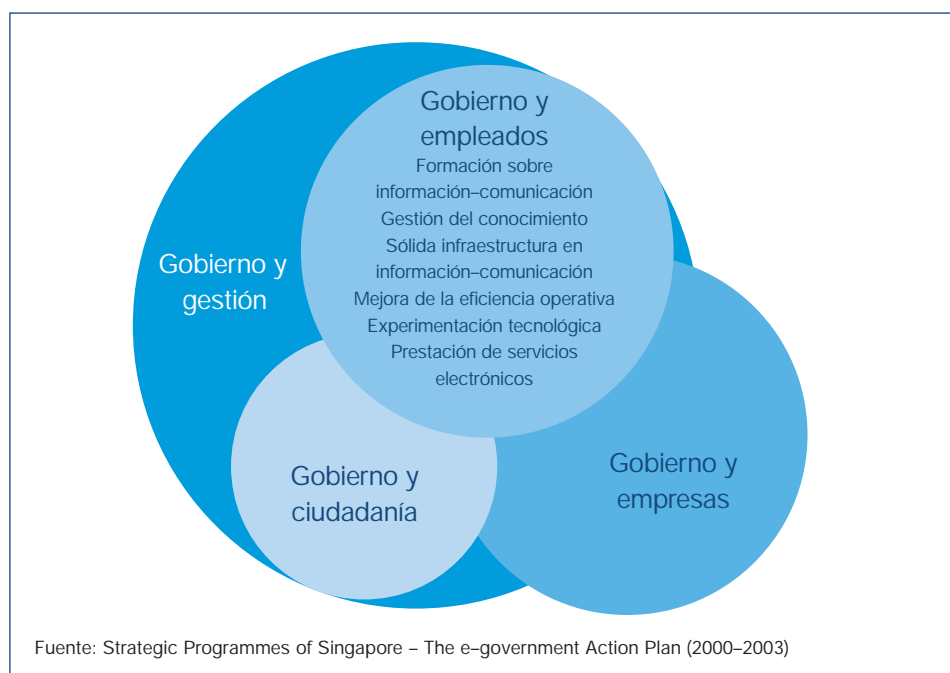 Gobierno y
empleados
Formación sobre
información–comunicación
Gestión del conocimiento
Sólida infraestructura en
información–comunicación
Mejora de la eficiencia operativa
Experimentación tecnológica
Prestación de servicios
electrónicos
Gobierno y
gestión
Gobierno y
ciudadanía
Gobierno y
empresas
Fuente: Strategic Programmes of Singapore – The e–government Action Plan (2000–2003)